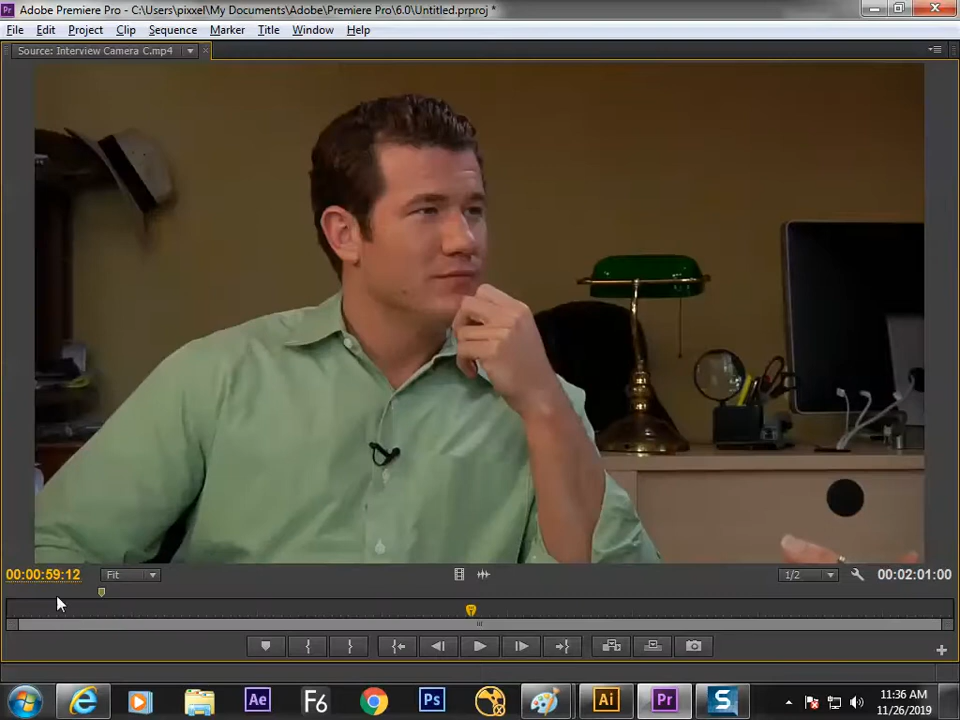 Adobe Premiere Pro - C:\Users\pixxel\My Documents\Adobe\Premiere Pro\6.0\Untitled.prproj *
File Edit Project Clip Sequence Marker Title Window Help
Source: Interview Camera C.mp4
00:00:59:12 Fit 1/2 00:02:01:00
Ae F6 Ps Ai Pr S 11:36 AM
11/26/2019